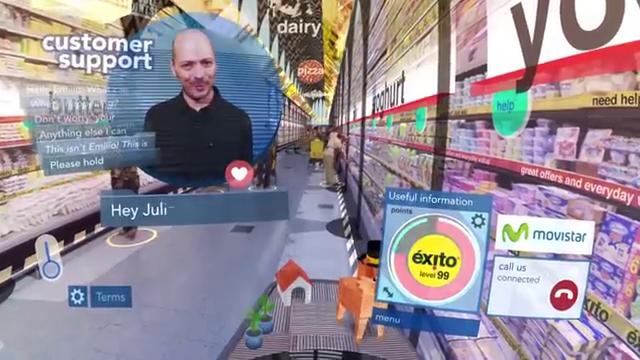 customer
support
dairy
pizza
yoghurt
yo
help
need help
great offers and everyday
Don't worry, your
Anything else I can
This isn't Emilio! This is
Please hold
Hey Juli-
Terms
Useful information
points
éxito
level 99
menu
movistar
call us
connected
éxito